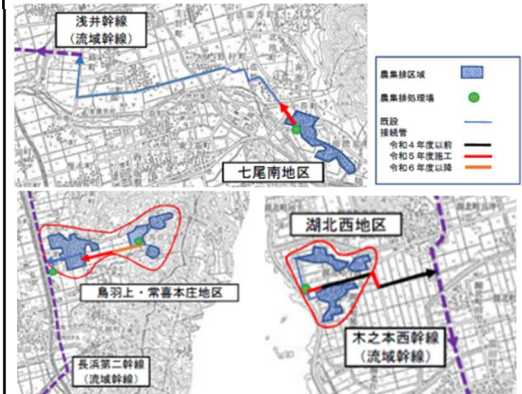 浅井幹線
(流域幹線)
七尾南地区
農集排区域
農集排処理場
既設
接続管
令和4年度以前
令和5年度施工
令和6年度以降
鳥羽上・常喜本庄地区
長浜第二幹線
(流域幹線)
湖北西地区
木之本西幹線
(流域幹線)